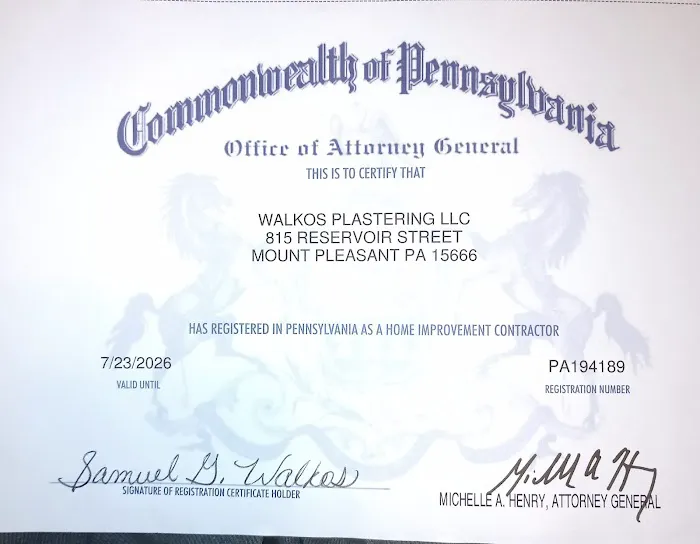 Commonwealth of Pennsylvania
Office of Attorney General
THIS IS TO CERTIFY THAT
WALKOS PLASTERING LLC
815 RESERVOIR STREET
MOUNT PLEASANT PA 15666
HAS REGISTERED IN PENNSYLVANIA AS A HOME IMPROVEMENT CONTRACTOR
7/23/2026
VALID UNTIL
PA194189
REGISTRATION NUMBER
Samuel G. Walkos
SIGNATURE OF REGISTRATION CERTIFICATE HOLDER
MICHELLE A. HENRY, ATTORNEY GENERAL